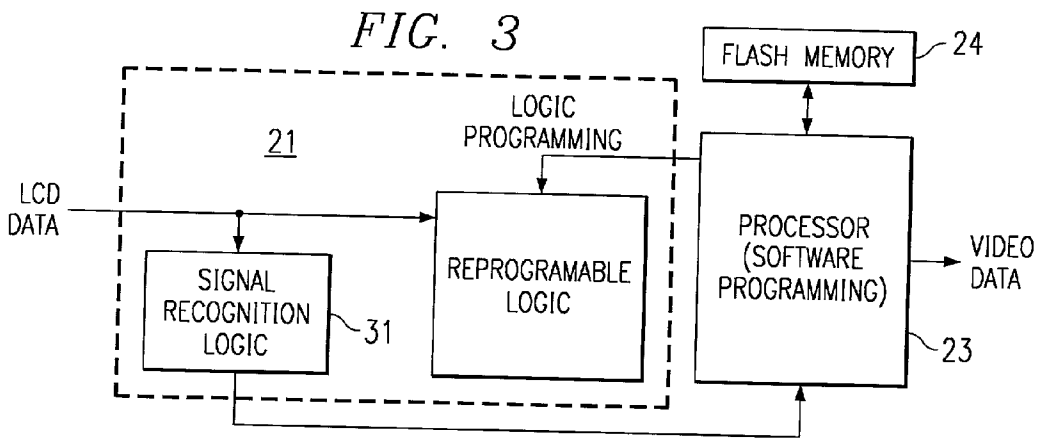 FIG. 3
FLASH MEMORY
24
21
LOGIC
PROGRAMMING
LCD
DATA
SIGNAL
RECOGNITION
LOGIC
31
REPROGRAMABLE
LOGIC
PROCESSOR
(SOFTWARE
PROGRAMMING)
VIDEO
DATA
23